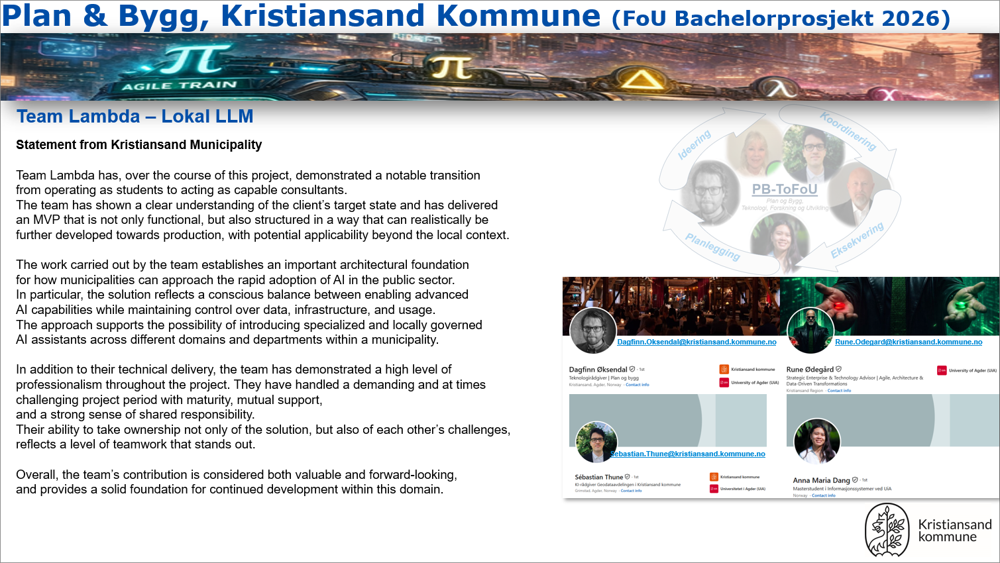 Plan & Bygg, Kristiansand Kommune (FoU Bachelorprosjekt 2026)
AGILE TRAIN
π
π
Δ
λ
χ
Team Lambda – Lokal LLM
Statement from Kristiansand Municipality
Team Lambda has, over the course of this project, demonstrated a notable transition
from operating as students to acting as capable consultants.
The team has shown a clear understanding of the client’s target state and has delivered
an MVP that is not only functional, but also structured in a way that can realistically be
further developed towards production, with potential applicability beyond the local context.
The work carried out by the team establishes an important architectural foundation
for how municipalities can approach the rapid adoption of AI in the public sector.
In particular, the solution reflects a conscious balance between enabling advanced
AI capabilities while maintaining control over data, infrastructure, and usage.
The approach supports the possibility of introducing specialized and locally governed
AI assistants across different domains and departments within a municipality.
In addition to their technical delivery, the team has demonstrated a high level of
professionalism throughout the project. They have handled a demanding and at times
challenging project period with maturity, mutual support,
and a strong sense of shared responsibility.
Their ability to take ownership not only of the solution, but also of each other’s challenges,
reflects a level of teamwork that stands out.
Overall, the team’s contribution is considered both valuable and forward-looking,
and provides a solid foundation for continued development within this domain.
Ideering
Koordinering
PB-ToFoU
Plan og Bygg,
Teknologi, Forskning og Utvikling
Planlegging
Eksekvering
Dagfinn.Oksendal@kristiansand.kommune.no
Dagfinn Øksendal · 1st
Teknologirådgiver | Plan og bygg
Kristiansand, Agder, Norway · Contact info
Kristiansand kommune
UiA University of Agder (UiA)
Rune.Odegard@kristiansand.kommune.no
Rune Ødegård
Strategic Enterprise & Technology Advisor | Agile, Architecture &
Data-Driven Transformations
Kristiansand Region · Contact info
UiA University of Agder (UiA)
Sebastian.Thune@kristiansand.kommune.no
Sébastian Thune · 1st
KI-rådgiver Geodataavdelingen i Kristiansand kommune
Grimstad, Agder, Norway · Contact info
Kristiansand kommune
UiA Universitetet i Agder (UiA)
Anna Maria Dang · 1st
Masterstudent i Informasjonssystemer ved UiA
Norway · Contact info
Kristiansand
kommune